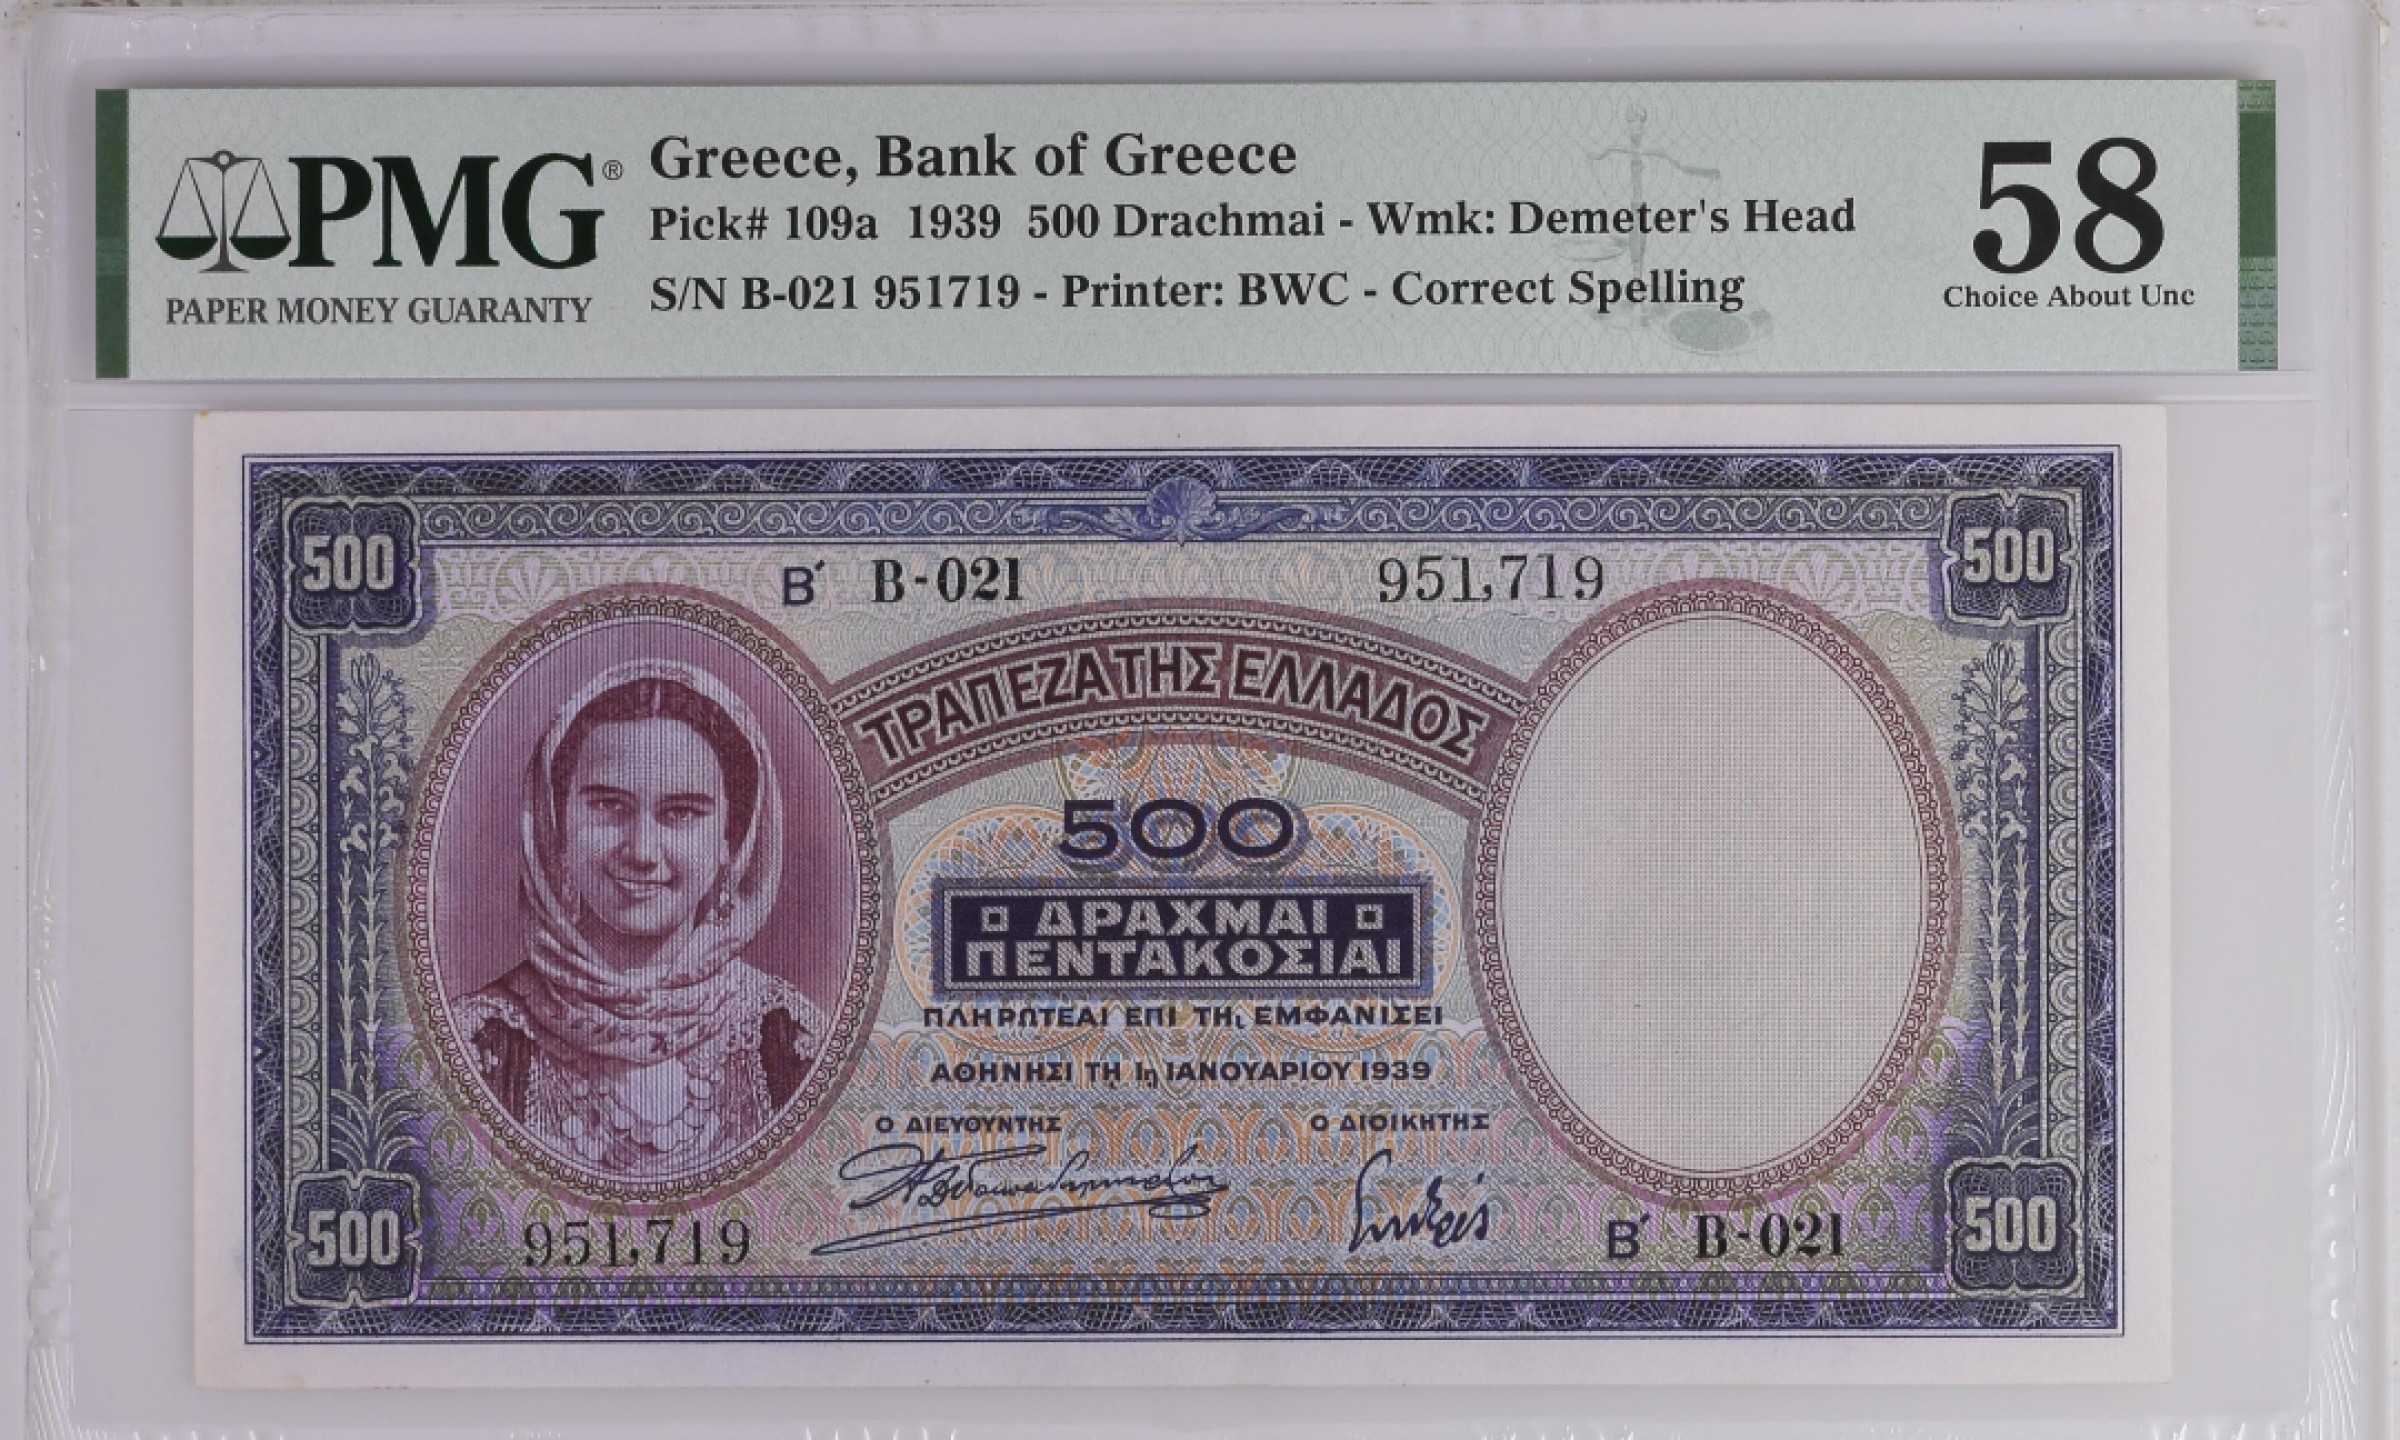 PMG®
PAPER MONEY GUARANTY
Greece, Bank of Greece
Pick# 109a 1939 500 Drachmai - Wmk: Demeter's Head
S/N B-021 951719 - Printer: BWC - Correct Spelling
58
Choice About Unc
500
500
Β΄ B-021 951,719
ΤΡΑΠΕΖΑ ΤΗΣ ΕΛΛΑΔΟΣ
500
ΔΡΑΧΜΑΙ
ΠΕΝΤΑΚΟΣΙΑΙ
ΠΛΗΡΩΤΕΑΙ ΕΠΙ ΤΗι ΕΜΦΑΝΙΣΕΙ
ΑΘΗΝΗΣΙ ΤΗι 1η ΙΑΝΟΥΑΡΙΟΥ 1939
Ο ΔΙΕΥΘΥΝΤΗΣ Ο ΔΙΟΙΚΗΤΗΣ
951,719 Β΄ B-021
500
500